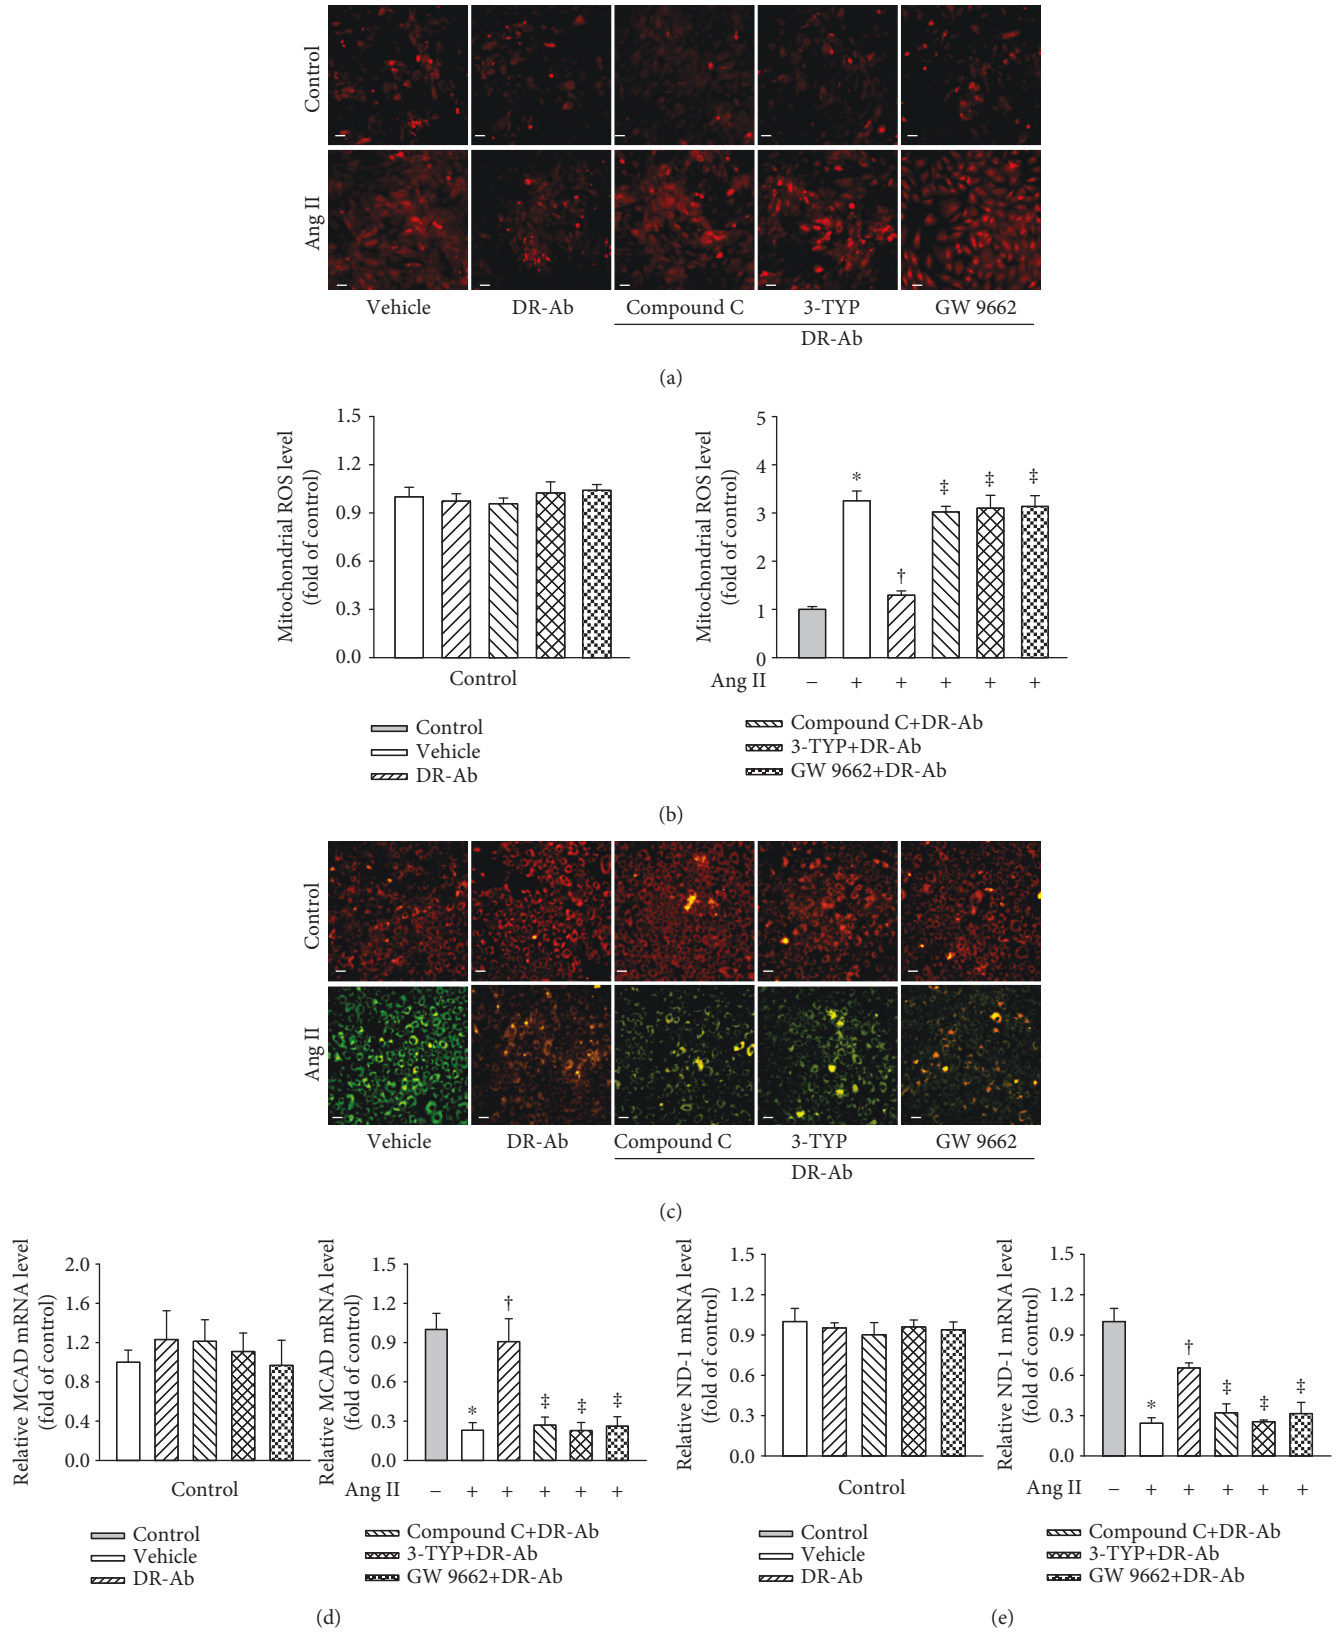 Control
Ang II
Vehicle DR-Ab Compound C 3-TYP GW 9662
DR-Ab
(a)
Mitochondrial ROS level
(fold of control)
1.5
1.2
0.9
0.6
0.3
0.0
Control
Mitochondrial ROS level
(fold of control)
5
4
3
2
1
0
* † ‡ ‡ ‡
Ang II − + + + + +
Control
Vehicle
DR-Ab
Compound C+DR-Ab
3-TYP+DR-Ab
GW 9662+DR-Ab
(b)
Control
Ang II
Vehicle DR-Ab Compound C 3-TYP GW 9662
DR-Ab
(c)
Relative MCAD mRNA level
(fold of control)
2.0
1.6
1.2
0.8
0.4
0.0
Control
Relative MCAD mRNA level
(fold of control)
1.5
1.2
0.9
0.6
0.3
0.0
* † ‡ ‡ ‡
Ang II − + + + + +
Control
Vehicle
DR-Ab
Compound C+DR-Ab
3-TYP+DR-Ab
GW 9662+DR-Ab
(d)
Relative ND-1 mRNA level
(fold of control)
1.5
1.2
0.9
0.6
0.3
0.0
Control
Relative ND-1 mRNA level
(fold of control)
1.5
1.2
0.9
0.6
0.3
0.0
* † ‡ ‡ ‡
Ang II − + + + + +
Control
Vehicle
DR-Ab
Compound C+DR-Ab
3-TYP+DR-Ab
GW 9662+DR-Ab
(e)